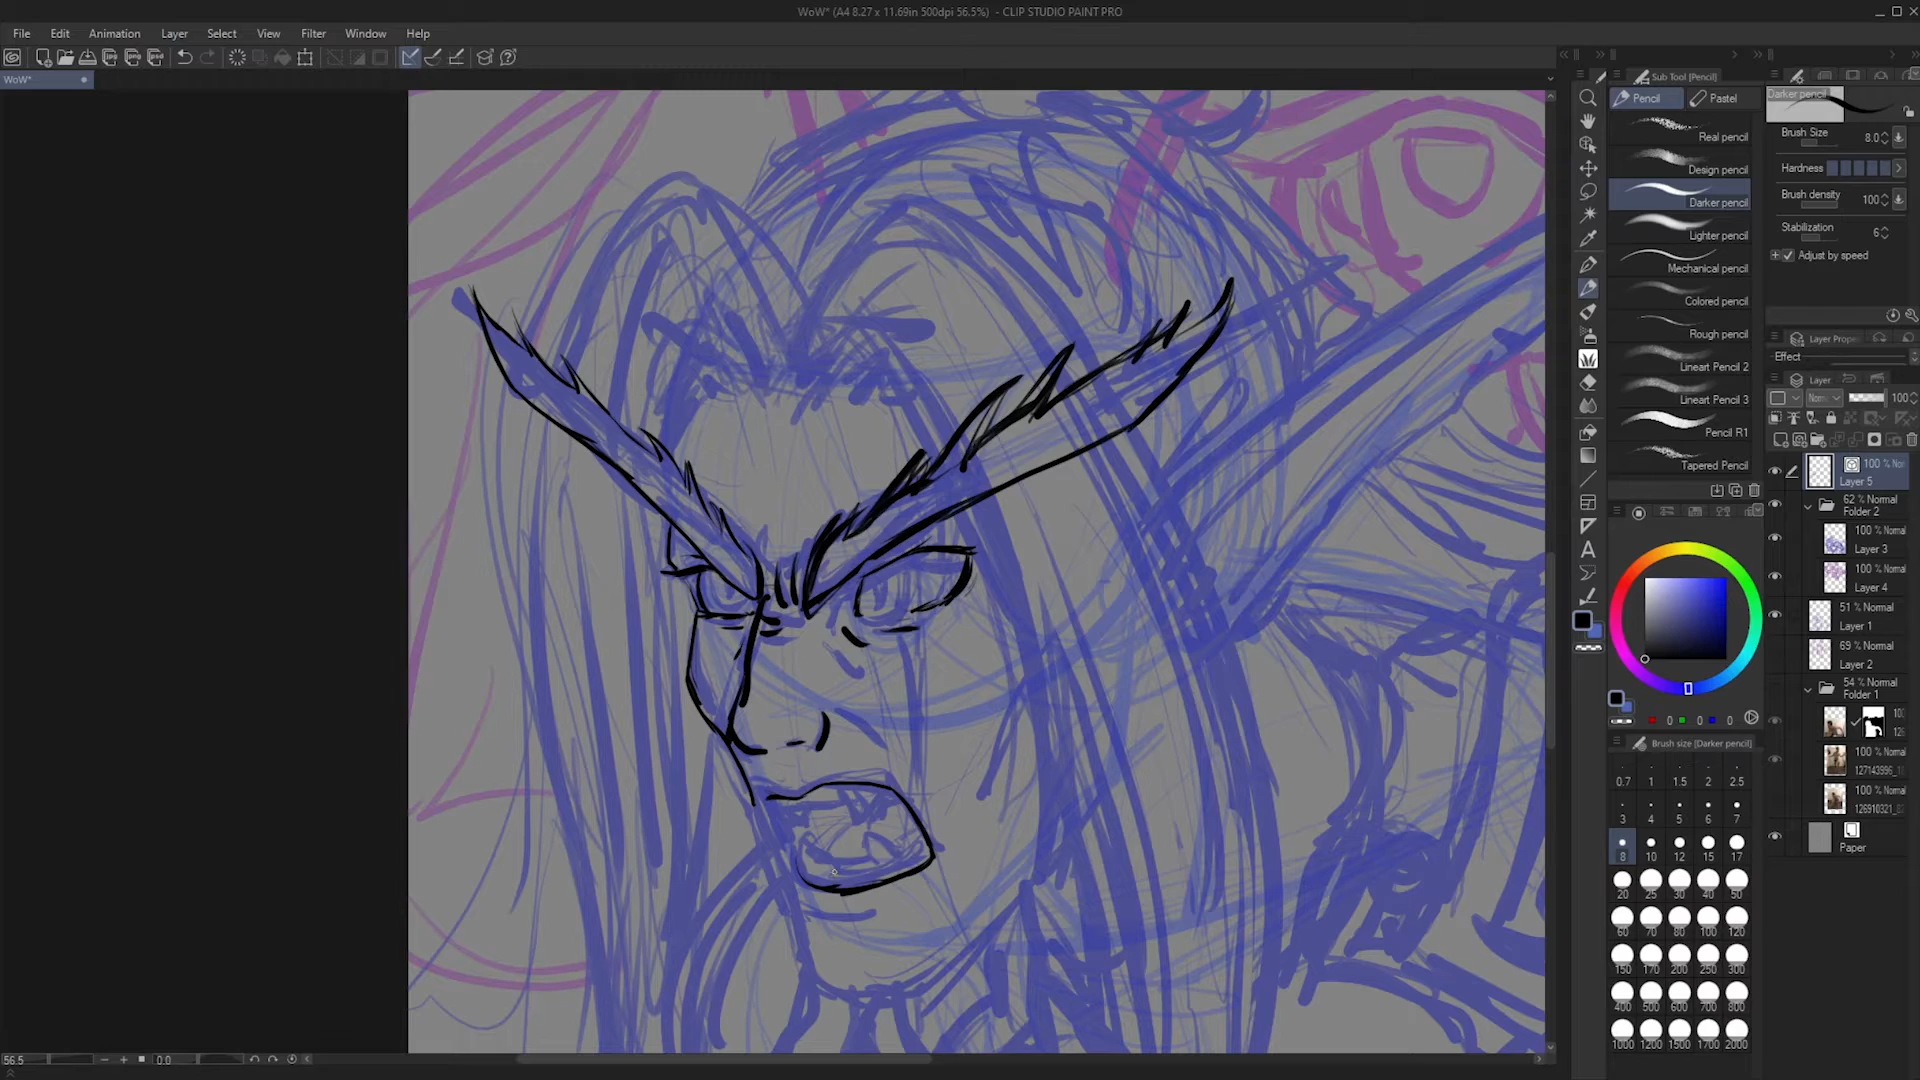 WoW* (A4 8.27 x 11.69in 500dpi 56.5%) - CLIP STUDIO PAINT PRO
File Edit Animation Layer Select View Filter Window Help
WoW*
Sub Tool [Pencil]
Pencil Pastel
Real pencil
Design pencil
Darker pencil
Lighter pencil
Mechanical pencil
Colored pencil
Rough pencil
Lineart Pencil 2
Lineart Pencil 3
Pencil R1
Tapered Pencil
Darker pencil
Brush Size 8.0
Hardness
Brush density 100
Stabilization 6
Adjust by speed
Layer Prope
Effect
Layer
Norm 100
100 % Nor
Layer 5
62 % Normal
Folder 2
100 % Normal
Layer 3
100 % Normal
Layer 4
51 % Normal
Layer 1
69 % Normal
Layer 2
54 % Normal
Folder 1
100 % Normal
100 % Normal
Paper
0 0 0
Brush size [Darker pencil]
0.7 1 1.5 2 2.5
3 4 5 6 7
8 10 12 15 17
20 25 30 40 50
60 70 80 100 120
150 170 200 250 300
400 500 600 700 800
1000 1200 1500 1700 2000
56.5 0.0